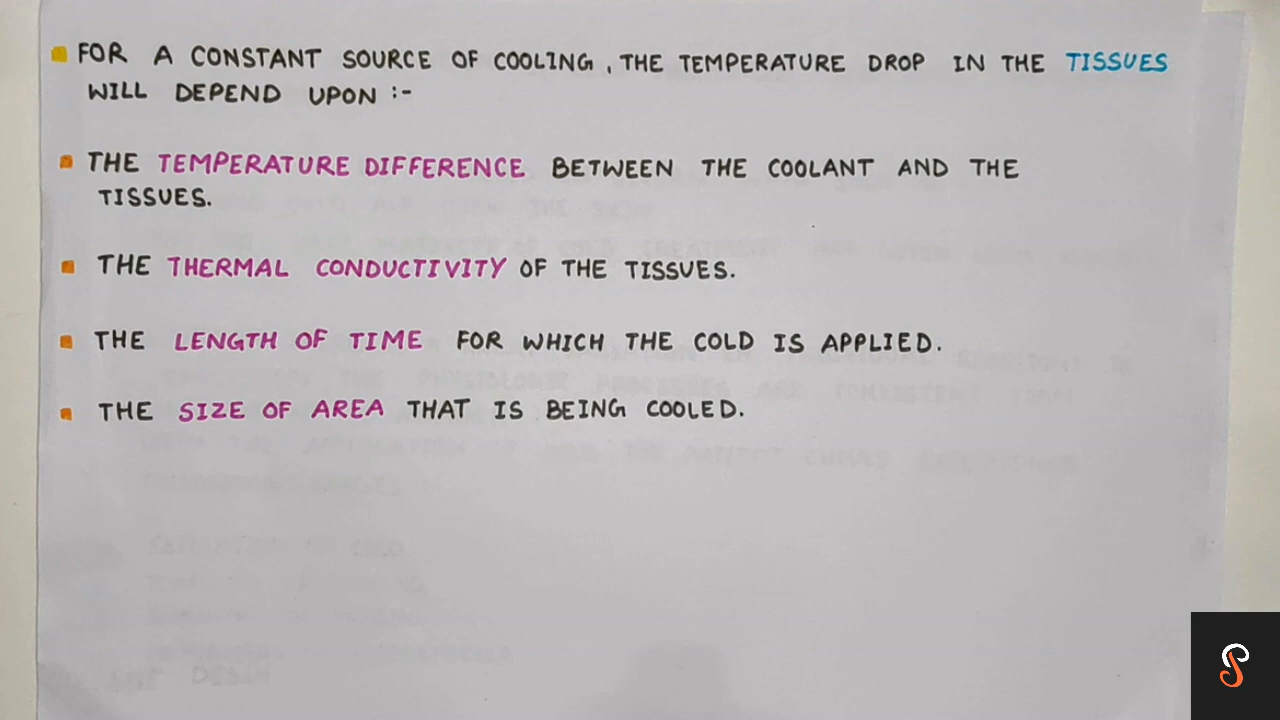 FOR A CONSTANT SOURCE OF COOLING, THE TEMPERATURE DROP IN THE TISSUES
WILL DEPEND UPON :-
THE TEMPERATURE DIFFERENCE BETWEEN THE COOLANT AND THE
TISSUES.
THE THERMAL CONDUCTIVITY OF THE TISSUES.
THE LENGTH OF TIME FOR WHICH THE COLD IS APPLIED.
THE SIZE OF AREA THAT IS BEING COOLED.